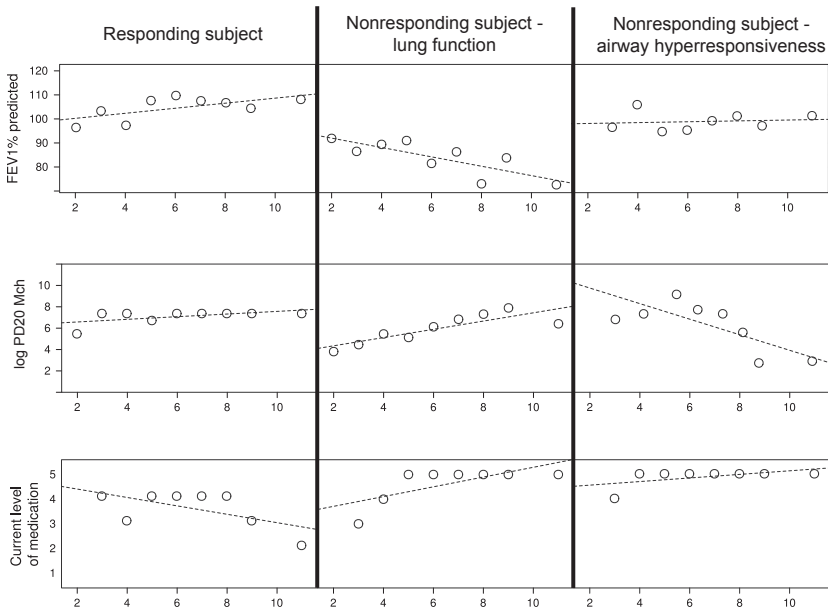 Responding subject
Nonresponding subject -
lung function
Nonresponding subject -
airway hyperresponsiveness
FEV1% predicted
120
110
100
90
80
2 4 6 8 10
2 4 6 8 10
2 4 6 8 10
log PD20 Mch
10
8
6
4
2
2 4 6 8 10
2 4 6 8 10
2 4 6 8 10
Current level
of medication
5
4
3
2
1
2 4 6 8 10
2 4 6 8 10
2 4 6 8 10